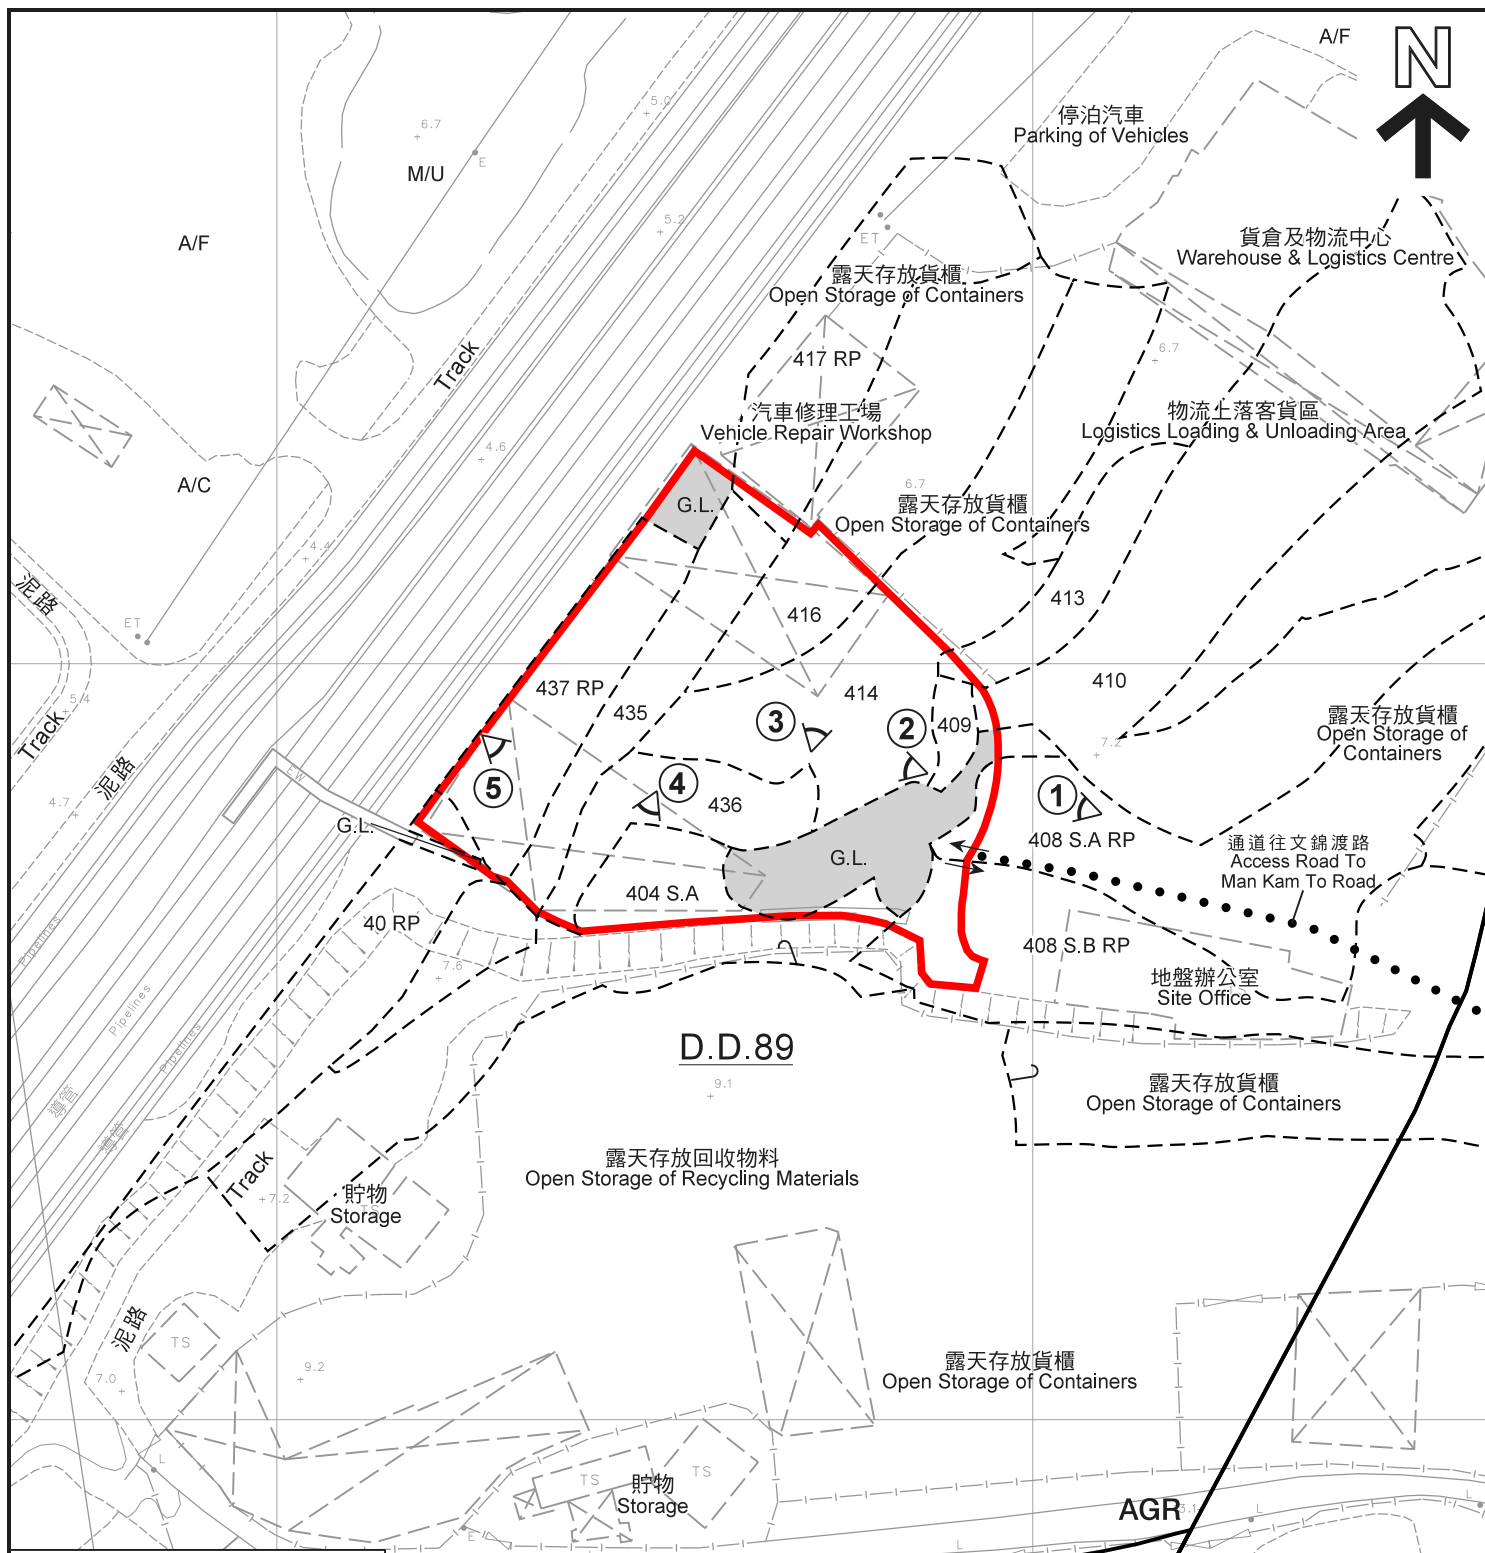 A/F
N
5.0
停泊汽車
Parking of Vehicles
6.7
E
M/U
5.2
A/F
ET
貨倉及物流中心
Warehouse & Logistics Centre
露天存放貨櫃
Open Storage of Containers
6.7
Track
417 RP
汽車修理工場
Vehicle Repair Workshop
物流上落客貨區
Logistics Loading & Unloading Area
4.6
A/C
6.7
G.L.
露天存放貨櫃
Open Storage of Containers
4.4
泥路
ET
416
413
5.4
437 RP
414
410
435
409
Track
3
2
露天存放貨櫃
Open Storage of
Containers
7.2
泥路
EW
5
4
436
1
4.7
G.L.
408 S.A RP
通道往文錦渡路
Access Road To
Man Kam To Road
G.L.
404 S.A
40 RP
408 S.B RP
Pipelines
7.6
地盤辦公室
Site Office
Pipelines
Pipelines
D.D.89
9.1
露天存放貨櫃
Open Storage of Containers
導管
導管
露天存放回收物料
Open Storage of Recycling Materials
Track
7.2
貯物
Storage
TS
泥路
TS
9.2
7.0
露天存放貨櫃
Open Storage of Containers
L
TS
貯物
Storage
TS
AGR
3.1
L
L
E
L